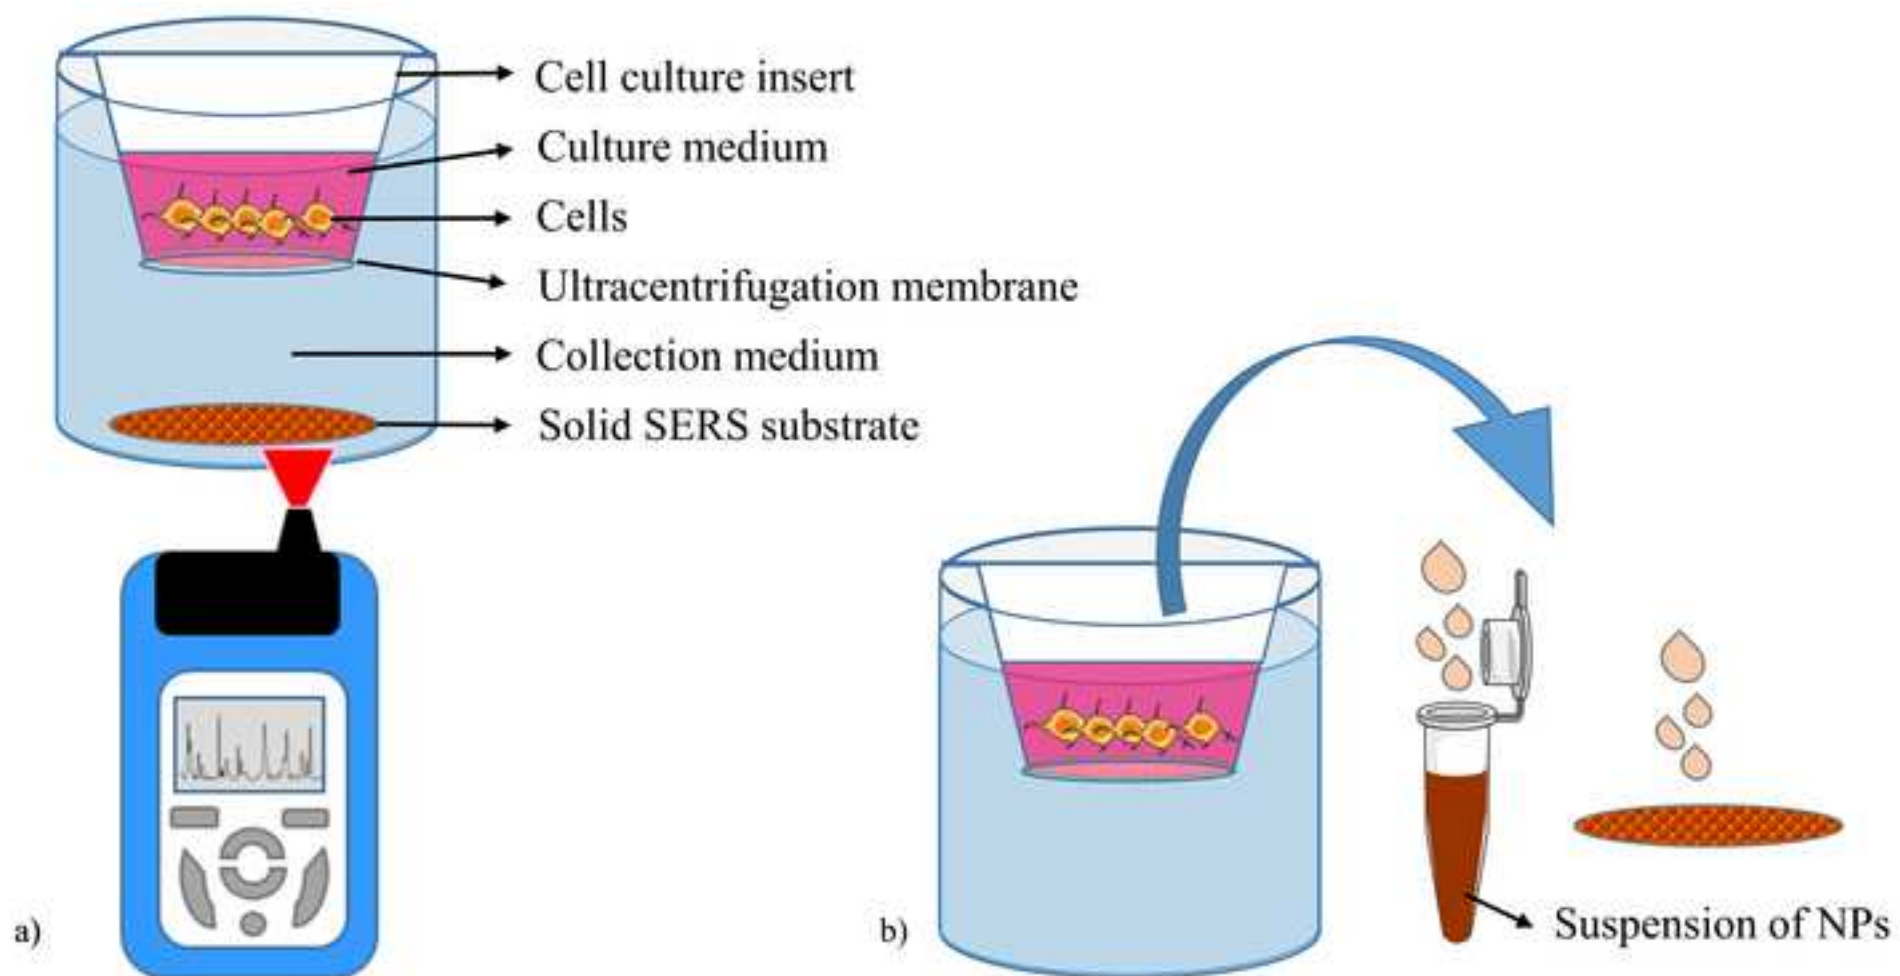 Cell culture insert
Culture medium
Cells
Ultracentrifugation membrane
Collection medium
Solid SERS substrate
a)
b)
Suspension of NPs